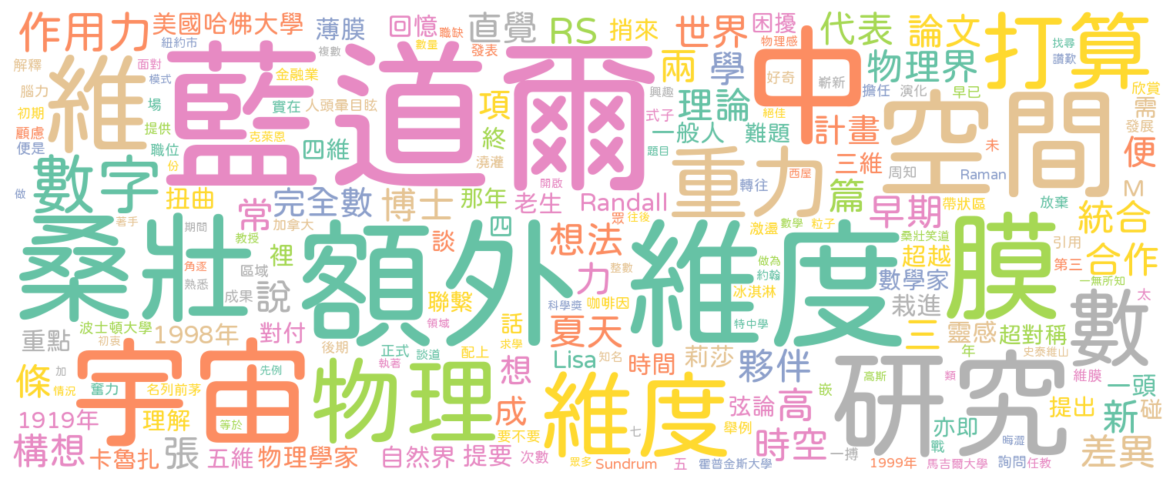 作用力 美國哈佛大學 薄膜 回憶 直覺 RS 捎來 世界 困擾 代表 論文 打算
紐約市 複數 數量 職缺 發表 物理感 找尋 讚歎
解釋 面對 金融業 維 藍道爾 兩 學 中 好奇 嶄新 物理界 欣賞
腦力 模式 人頭暈目眩 興趣 項 理論 擔任 演化 早已 需
初期 場 實在 式子 空間 發展
顧慮 提供 克萊恩 終 一般人 難題 計畫 未 便
便是 職位 四維 澆灌 題目 三維
數字 份 重力 西屋 周知 Raman M
做 扭曲 常 完全數 博士 那年 開啟 老生 Randall 轉往 篇 早期 帶狀區 放棄 統合
著手 加拿大 四 眾 往後 激盪 數學 粒子
桑壯 期間 教授 裡 額外維度 談 想法 力 整數 做為 桑壯笑道 超越 膜 引用 合作
角逐 區域 約翰 數學家 第三
熟悉 成果 說 聯繫 科學獎 咖啡因 冰淇淋 栽進 一無所知
重點 波士頓大學 1998年 對付 話 領域 夏天 特中學 三 靈感 超對稱 太 數
初衷 後期 正式 談道 配上 求學 知名 年 史泰維山
條 加 宇宙 先例 物理 執著 想 Lisa 時間 莉莎 夥伴 高斯 類 維膜 一頭
情況 奮力 名列前茅 維度 嵌 研究 新 碰
1919年 理解 等於 成 弦論 高 提出
構想 卡魯扎 張 五維 物理學家 自然界 提要 要不要 次數 七 舉例 時空 亦即 戰 晦澀 差異
眾多 Sundrum 五 霍普金斯大學 一搏 1999年 馬吉爾大學 詢問 任教